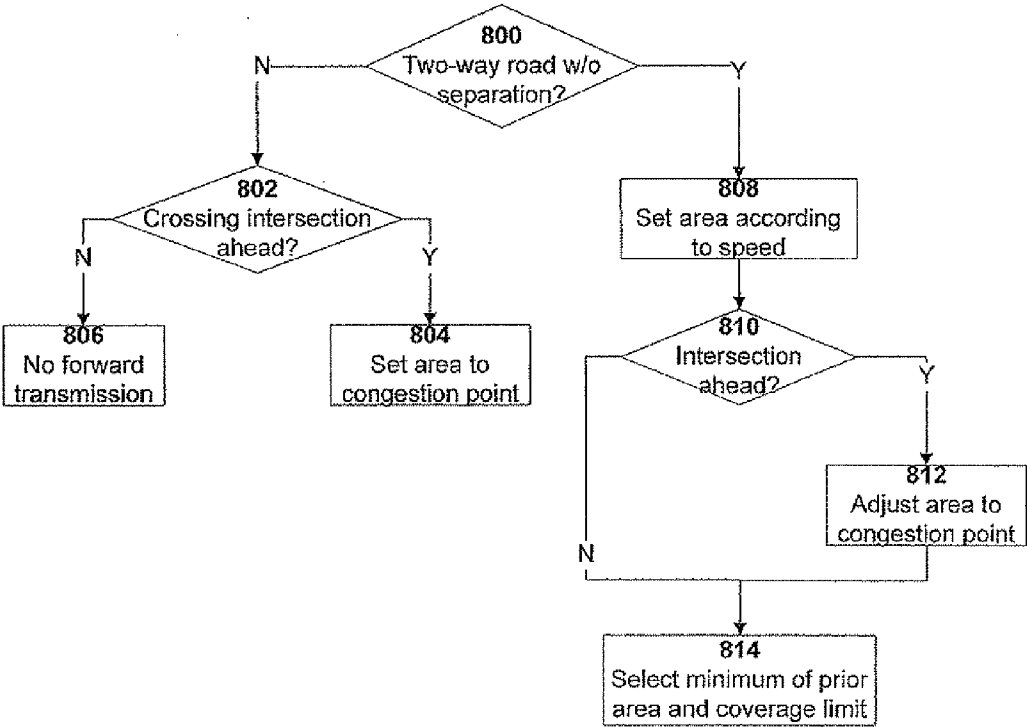 800
Two-way road w/o
separation?
N
Y
802
Crossing intersection
ahead?
808
Set area according
to speed
N
Y
806
No forward
transmission
804
Set area to
congestion point
810
Intersection
ahead?
Y
812
Adjust area to
congestion point
N
814
Select minimum of prior
area and coverage limit